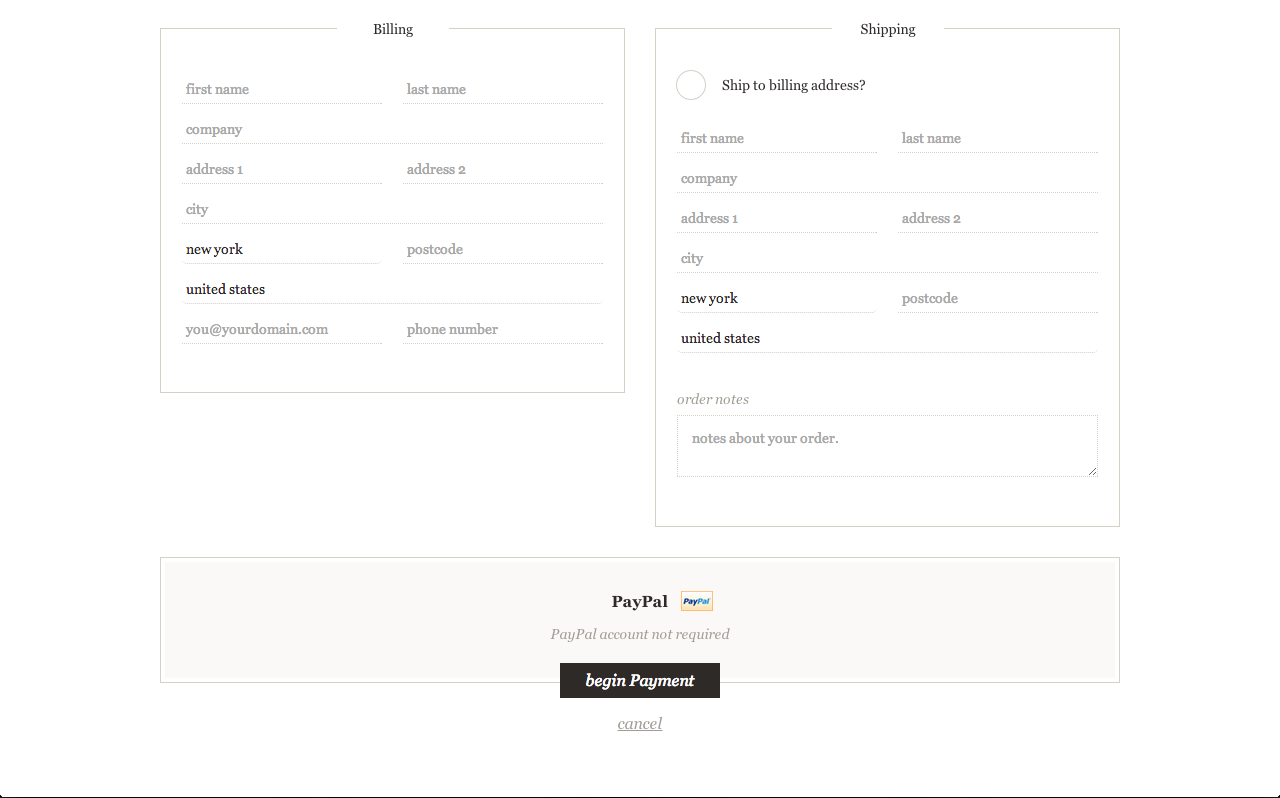 Billing
first name last name
company
address 1 address 2
city
new york postcode
united states
you@yourdomain.com phone number
Shipping
Ship to billing address?
first name last name
company
address 1 address 2
city
new york postcode
united states
order notes
notes about your order.
PayPal PayPal
PayPal account not required
begin Payment
cancel